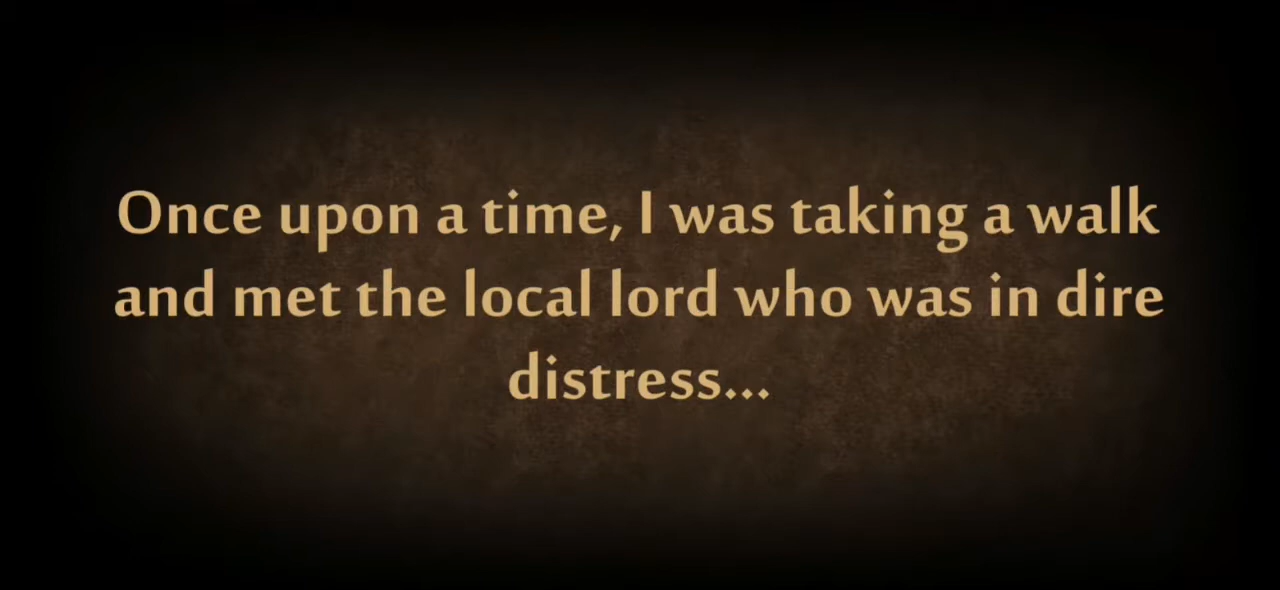 Once upon a time, I was taking a walk
and met the local lord who was in dire
distress...